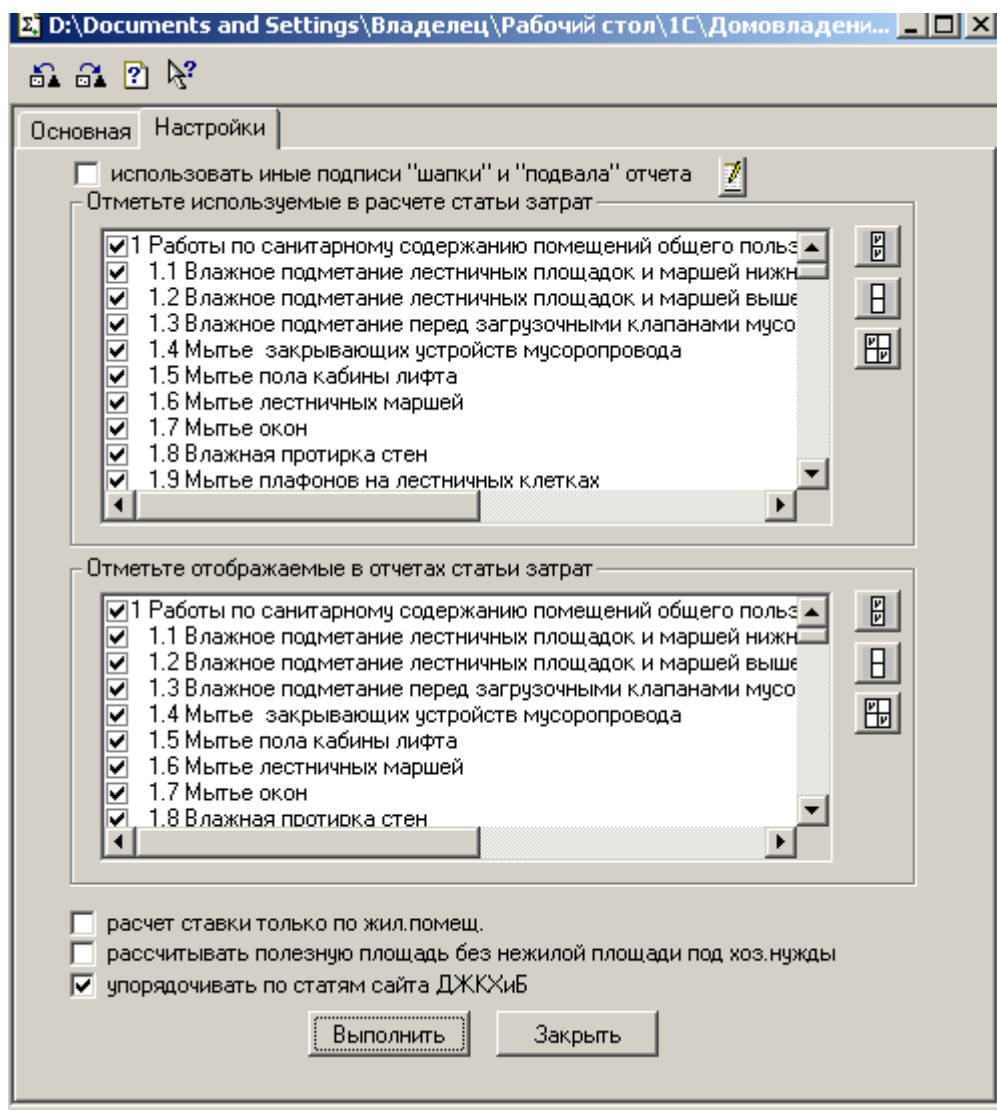 D:\Documents and Settings\Владелец\Рабочий стол\1С\Домовладени...
Основная
Настройки
использовать иные подписи "шапки" и "подвала" отчета
Отметьте используемые в расчете статьи затрат
1 Работы по санитарному содержанию помещений общего польз
1.1 Влажное подметание лестничных площадок и маршей нижн
1.2 Влажное подметание лестничных площадок и маршей выше
1.3 Влажное подметание перед загрузочными клапанами мусо
1.4 Мытье закрывающих устройств мусоропровода
1.5 Мытье пола кабины лифта
1.6 Мытье лестничных маршей
1.7 Мытье окон
1.8 Влажная протирка стен
1.9 Мытье плафонов на лестничных клетках
Отметьте отображаемые в отчетах статьи затрат
1 Работы по санитарному содержанию помещений общего польз
1.1 Влажное подметание лестничных площадок и маршей нижн
1.2 Влажное подметание лестничных площадок и маршей выше
1.3 Влажное подметание перед загрузочными клапанами мусо
1.4 Мытье закрывающих устройств мусоропровода
1.5 Мытье пола кабины лифта
1.6 Мытье лестничных маршей
1.7 Мытье окон
1.8 Влажная протирка стен
расчет ставки только по жил.помещ.
рассчитывать полезную площадь без нежилой площади под хоз.нужды
упорядочивать по статям сайта ДЖКХиБ
Выполнить
Закрыть